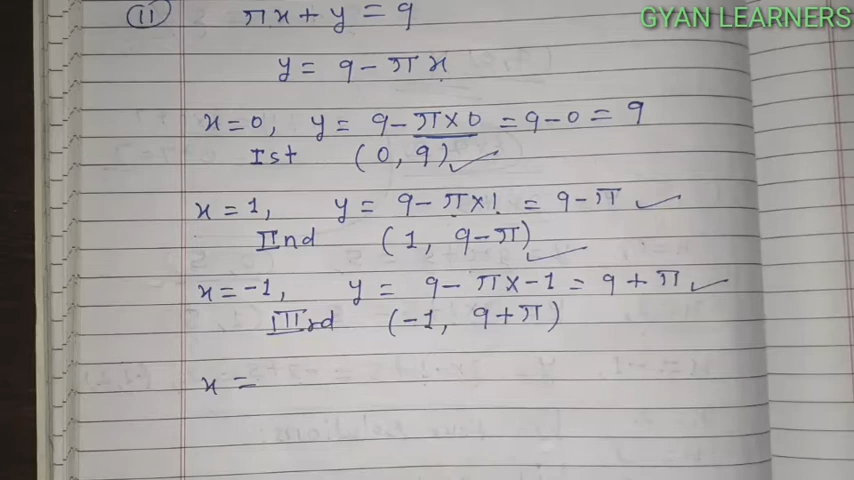 GYAN LEARNERS
(ii) πx + y = 9
y = 9 - πx
x = 0, y = 9 - π×0 = 9 - 0 = 9
Ist (0, 9) ✓
x = 1, y = 9 - π×1 = 9 - π ✓
IInd (1, 9 - π) ✓
x = -1, y = 9 - π×-1 = 9 + π ✓
IIIrd (-1, 9 + π)
x =